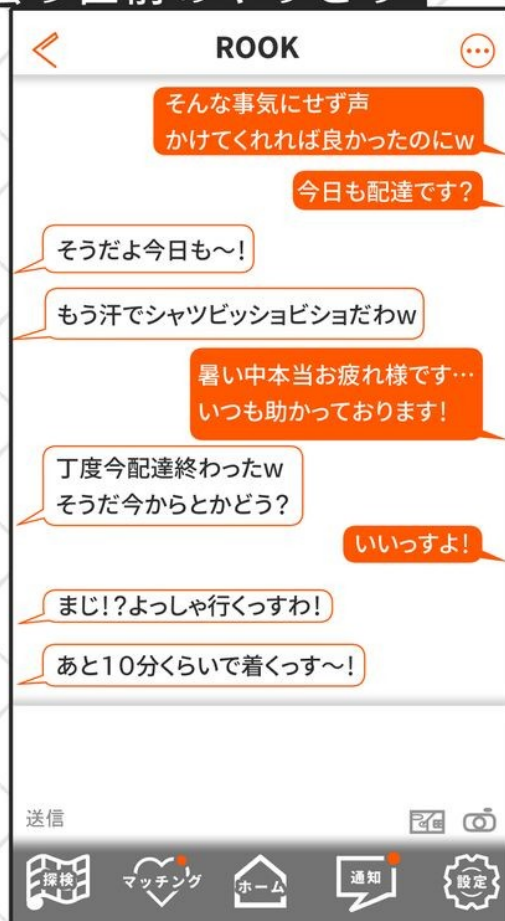 ROOK
そんな事気にせず声
かけてくれれば良かったのにw
今日も配達です?
そうだよ今日も～!
もう汗でシャツビッショビショだわw
暑い中本当お疲れ様です…
いつも助かっております!
丁度今配達終わったw
そうだ今からとかどう?
いいっすよ!
まじ!?よっしゃ行くっすわ!
あと10分くらいで着くっす～!
送信
探検
マッチング
ホーム
通知
設定